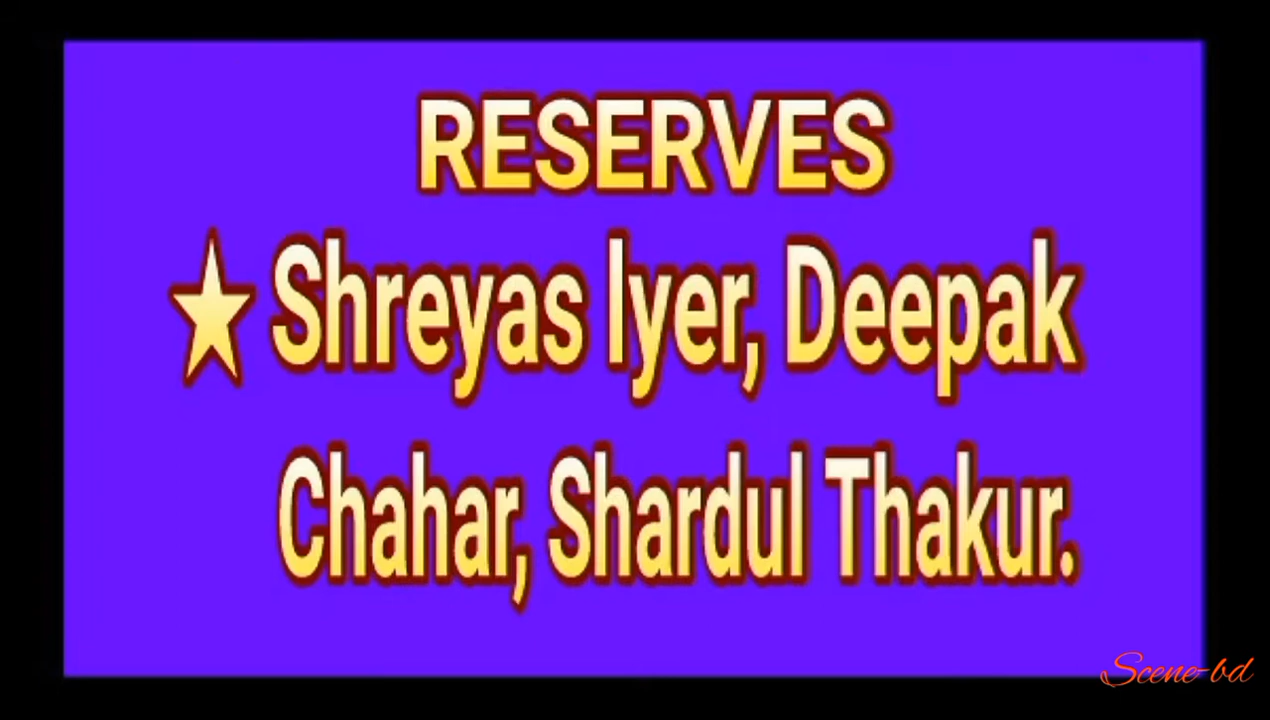 RESERVES
★ Shreyas Iyer, Deepak
Chahar, Shardul Thakur.
Scene-bd